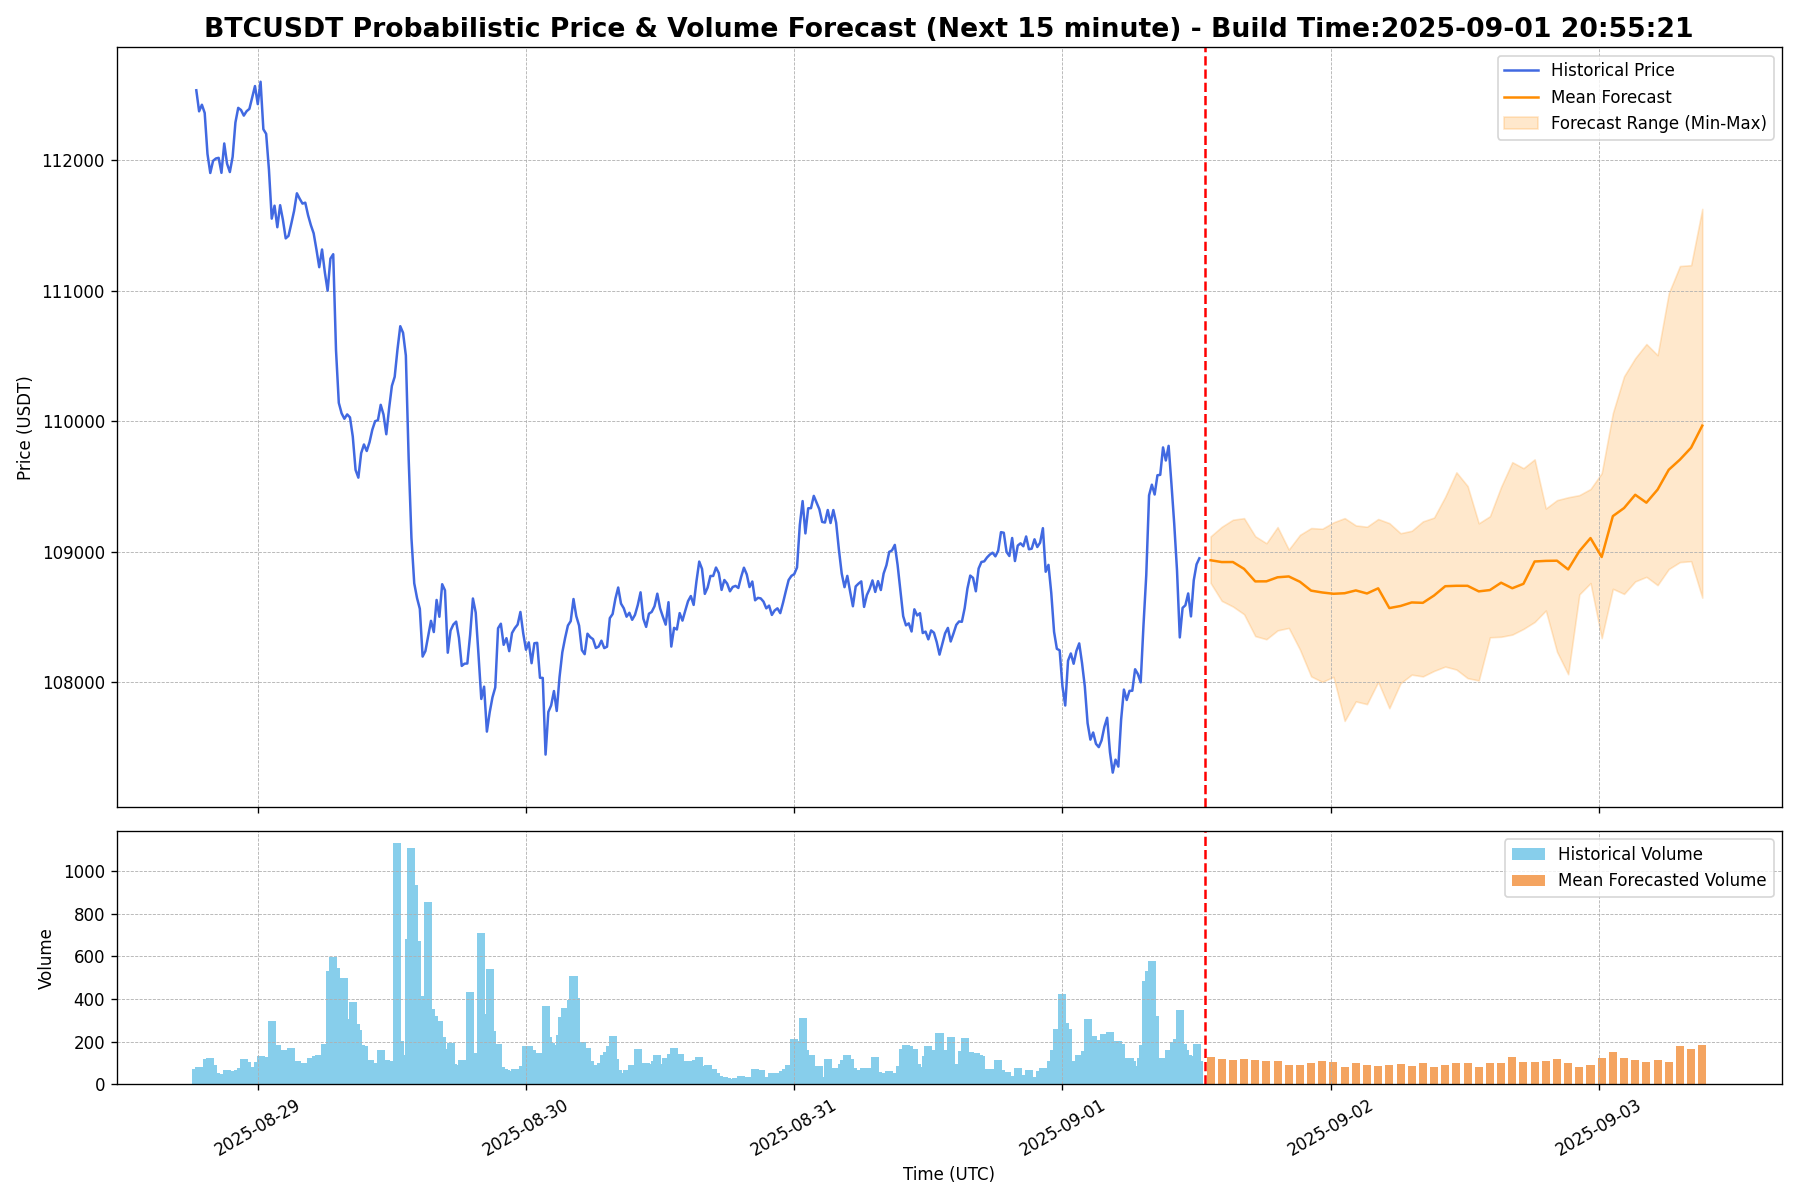 BTCUSDT Probabilistic Price & Volume Forecast (Next 15 minute) - Build Time:2025-09-01 20:55:21
Historical Price
Mean Forecast
Forecast Range (Min-Max)
112000
111000
110000
109000
108000
Price (USDT)
Historical Volume
Mean Forecasted Volume
1000
800
600
400
200
0
Volume
2025-08-29
2025-08-30
2025-08-31
2025-09-01
2025-09-02
2025-09-03
Time (UTC)